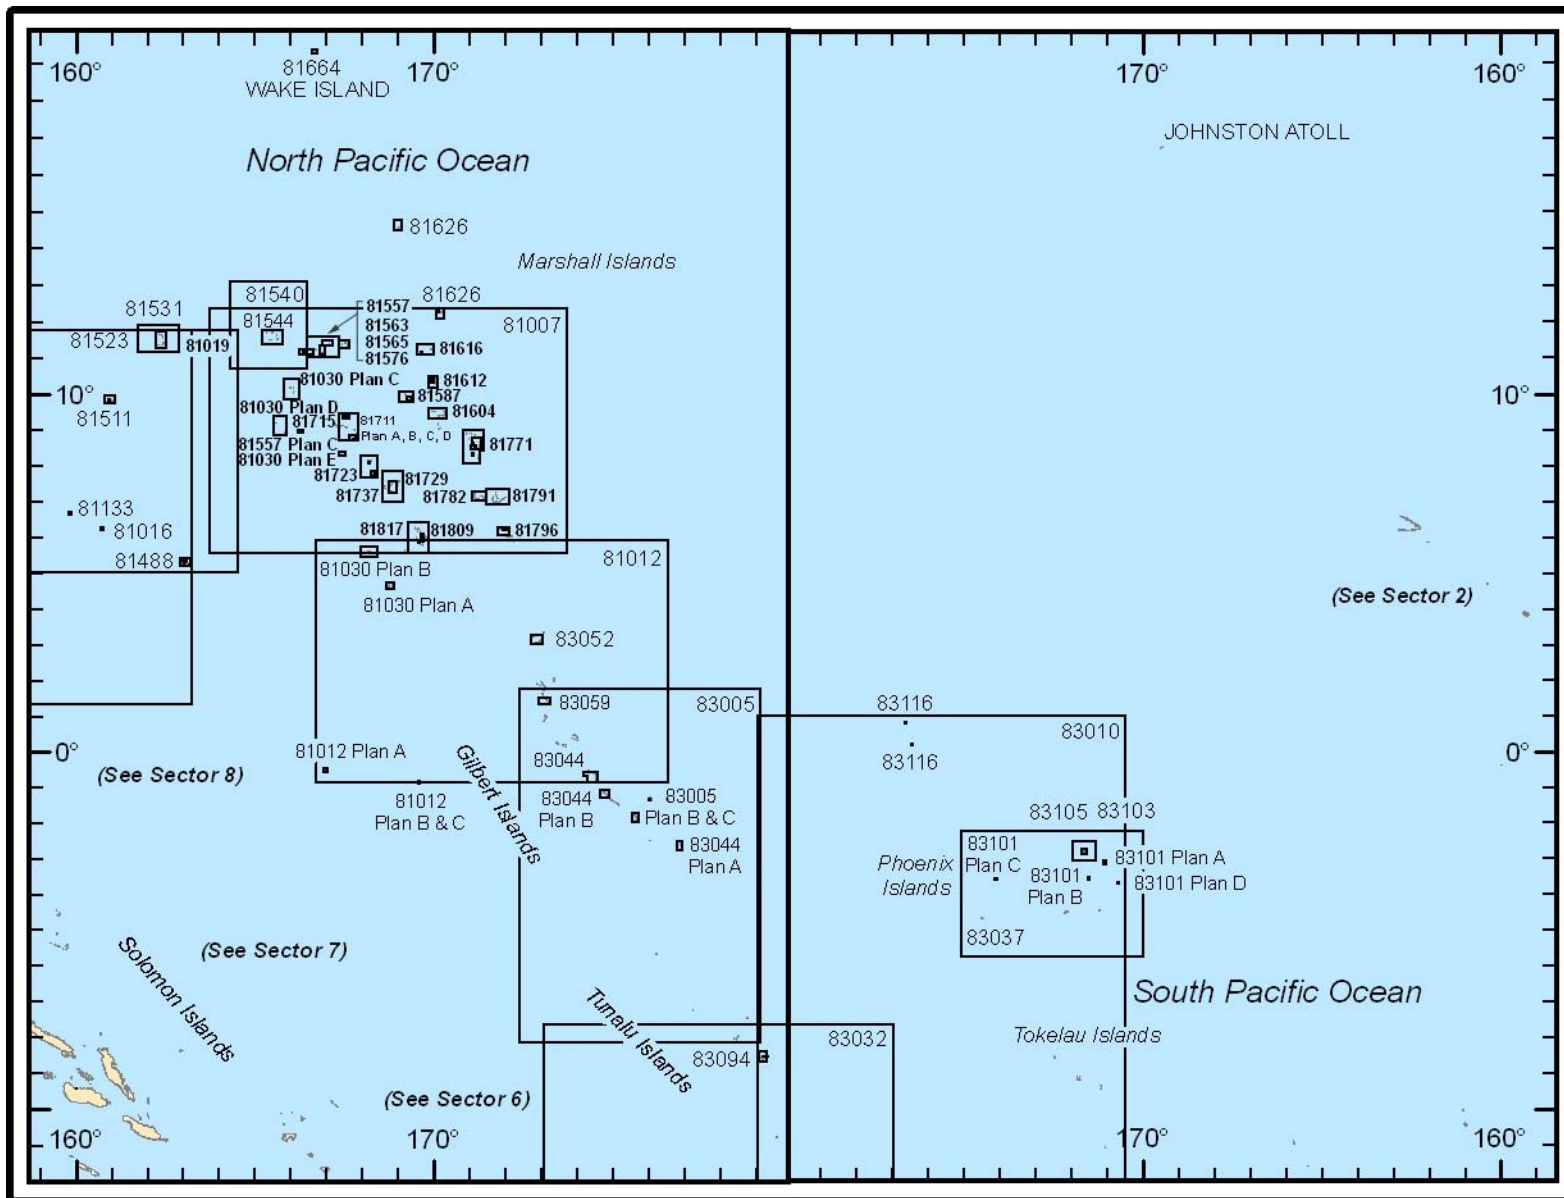 160°
81664
WAKE ISLAND
170°
170°
160°
JOHNSTON ATOLL
North Pacific Ocean
81626
Marshall Islands
81540
81626
81531
81544
81557
81563
81565
81576
81007
81523
81019
81616
10°
81030 Plan C
81612
81587
10°
81511
81030 Plan D
81604
81715
81711
Plan A, B, C, D
81557 Plan C
81771
81030 Plan E
81723
81729
81737
81782
81791
81133
81016
81817
81809
81796
81488
81030 Plan B
81012
81030 Plan A
(See Sector 2)
83052
83059
83005
83116
83010
0°
81012 Plan A
Gilbert Islands
83044
83116
0°
(See Sector 8)
81012
Plan B & C
83044
Plan B
83005
Plan B & C
83105
83103
83044
Plan A
Phoenix
Islands
83101
Plan C
83101
Plan B
83101 Plan A
83101 Plan D
83037
Solomon Islands
(See Sector 7)
South Pacific Ocean
Tunalu Islands
83032
Tokelau Islands
83094
(See Sector 6)
160°
170°
170°
160°